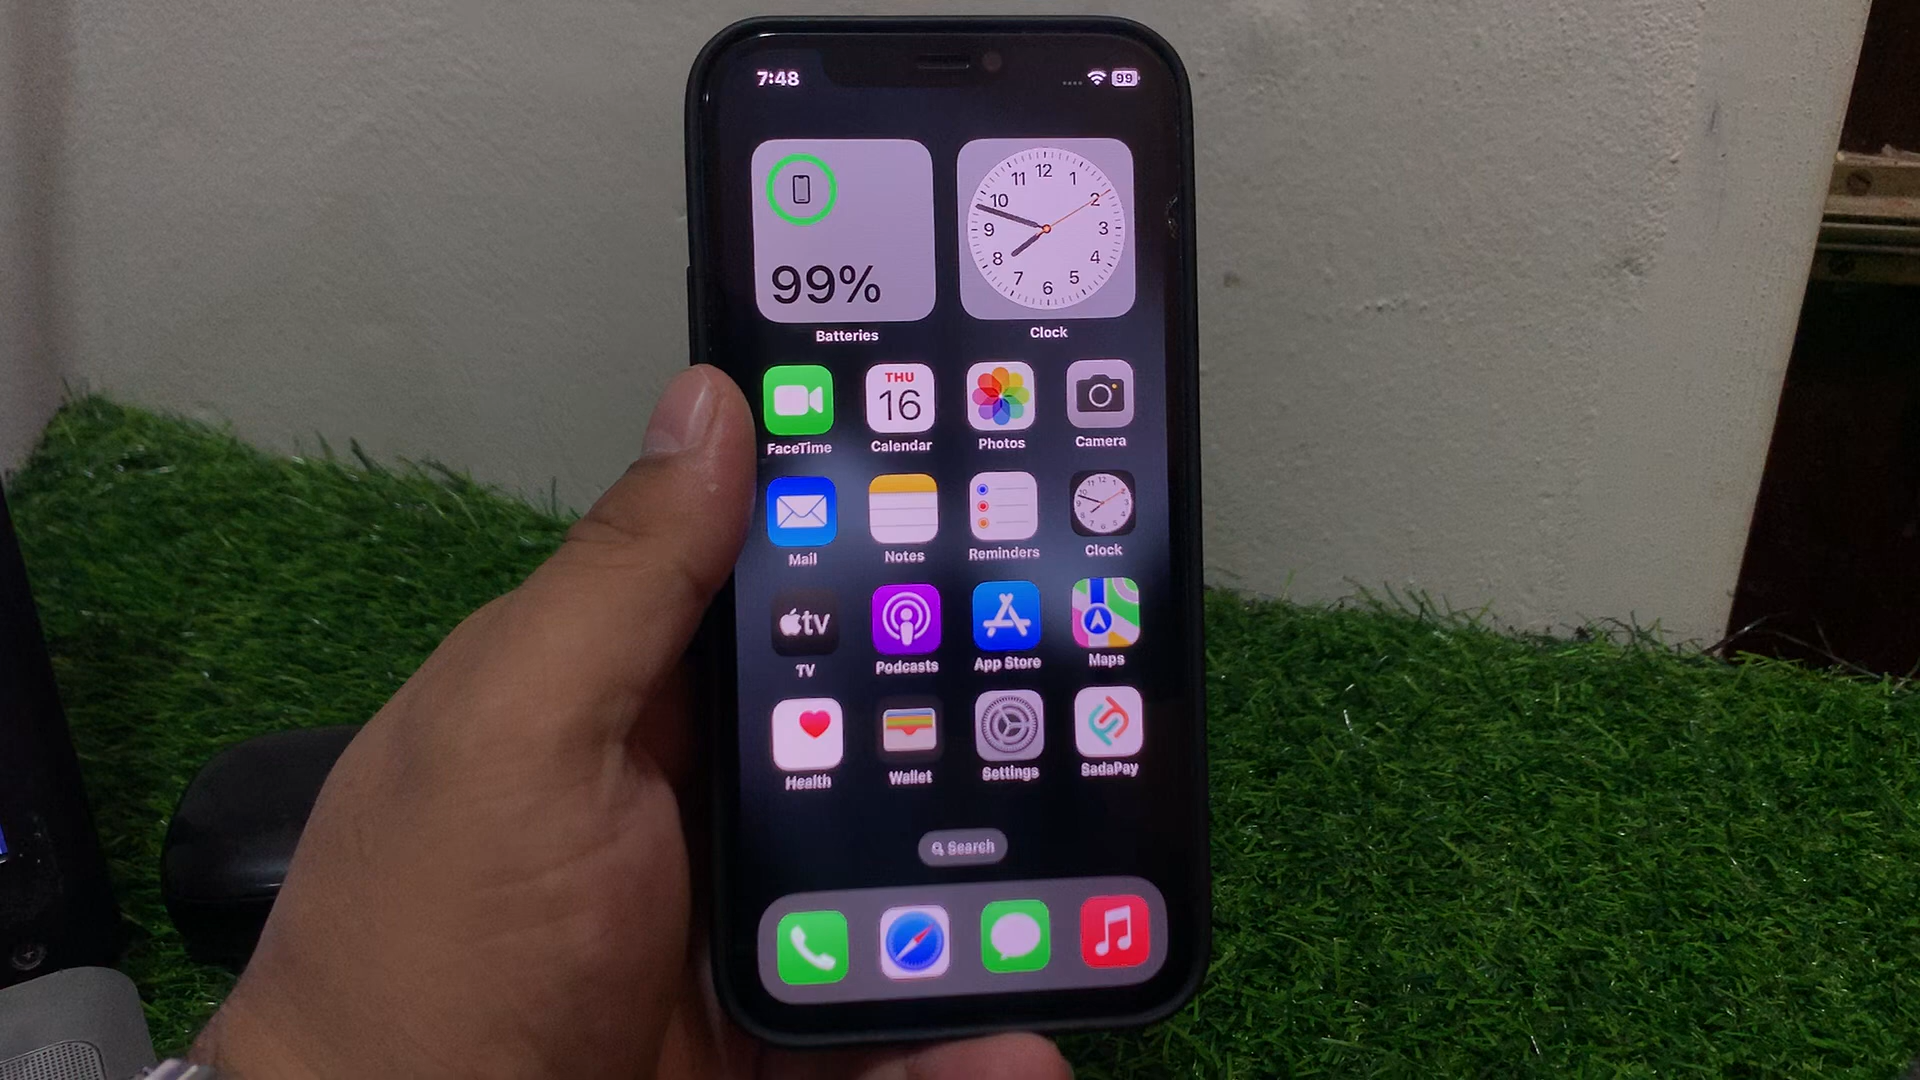 7:48 99
99%
12
11 1
10 2
9 3
8 4
7 5
6
Batteries Clock
THU
16
FaceTime Calendar Photos Camera
Mail Notes Reminders Clock
tv
TV Podcasts App Store Maps
Health Wallet Settings SadaPay
Search